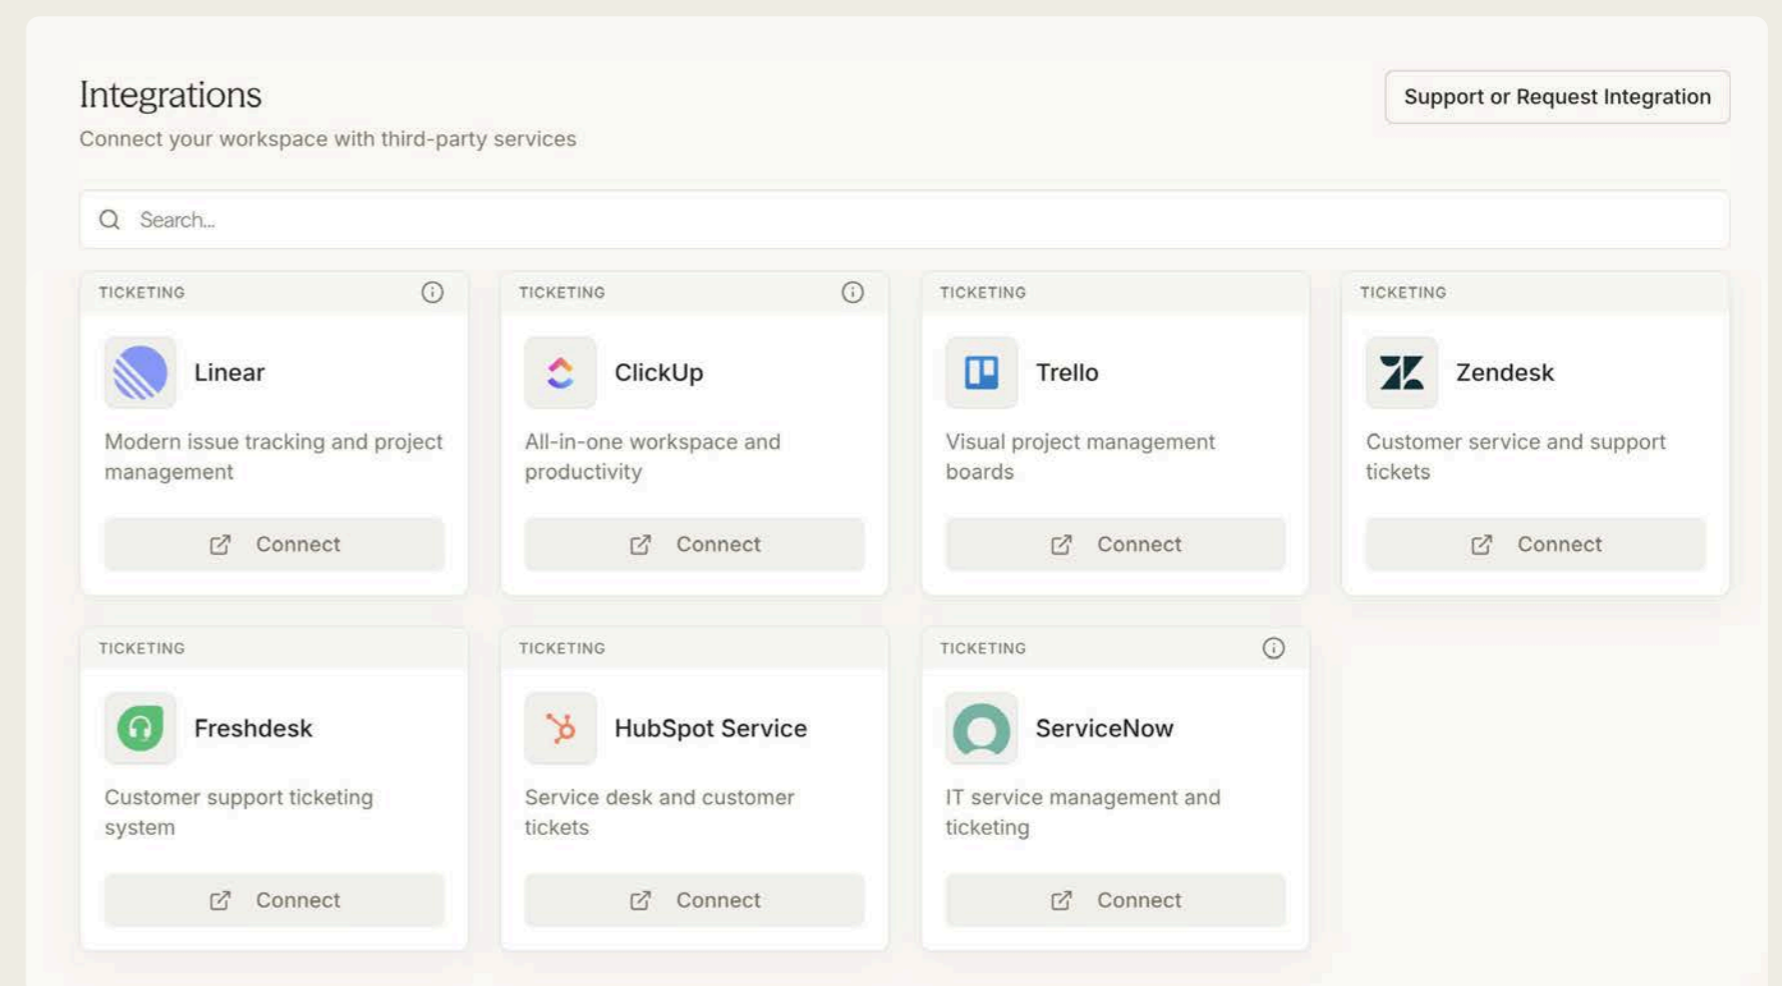 Integrations
Support or Request Integration
Connect your workspace with third-party services
Search...
TICKETING
TICKETING
TICKETING
TICKETING
Linear
ClickUp
Trello
Zendesk
Modern issue tracking and project
management
All-in-one workspace and
productivity
Visual project management
boards
Customer service and support
tickets
Connect
Connect
Connect
Connect
TICKETING
TICKETING
TICKETING
Freshdesk
HubSpot Service
ServiceNow
Customer support ticketing
system
Service desk and customer
tickets
IT service management and
ticketing
Connect
Connect
Connect